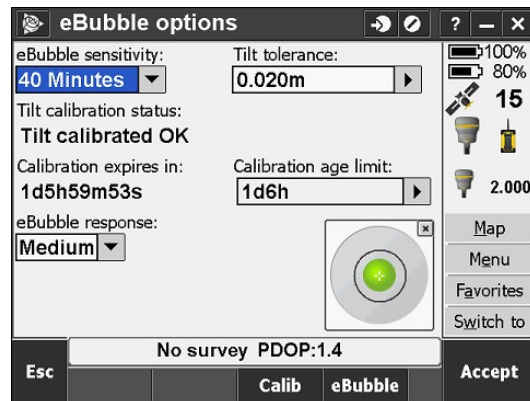 eBubble options
? – ×
eBubble sensitivity:
Tilt tolerance:
40 Minutes
0.020m
Tilt calibration status:
Tilt calibrated OK
Calibration expires in:
Calibration age limit:
1d5h59m53s
1d6h
eBubble response:
Medium
100%
80%
15
2.000
Map
Menu
Favorites
Switch to
No survey PDOP:1.4
Esc
Calib
eBubble
Accept